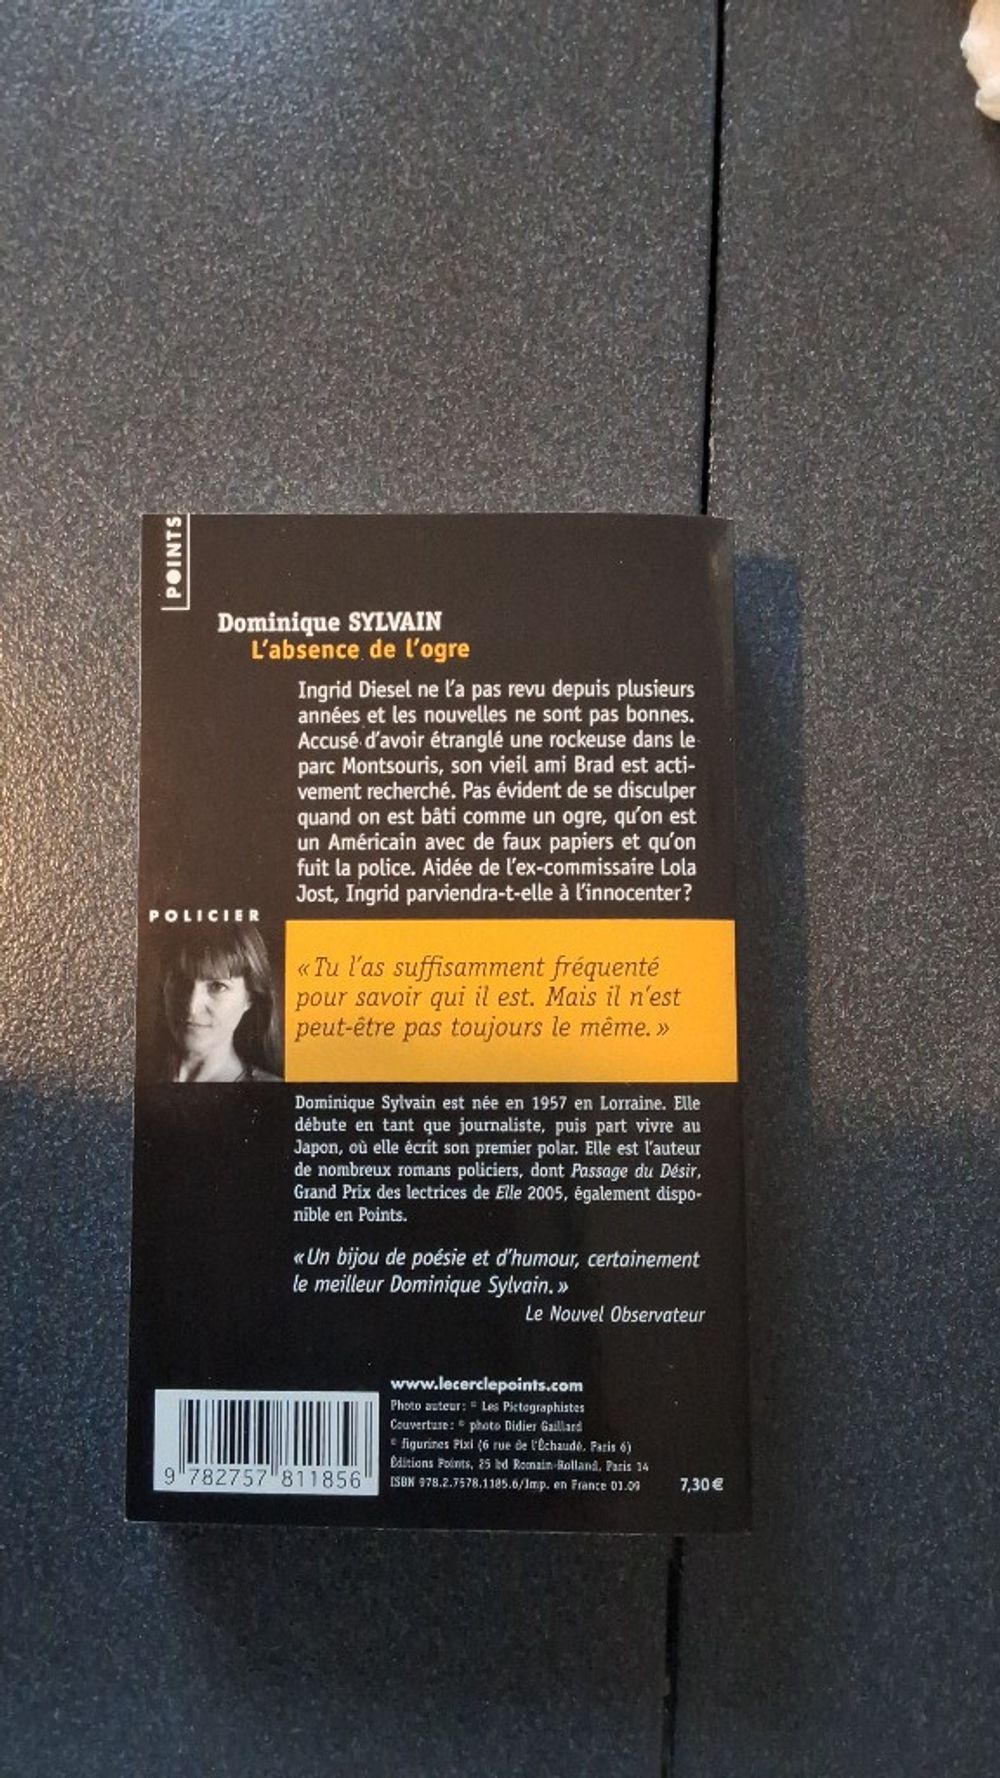 POINTS
Dominique SYLVAIN
L'absence de l'ogre
Ingrid Diesel ne l'a pas revu depuis plusieurs
années et les nouvelles ne sont pas bonnes.
Accusé d'avoir étranglé une rockeuse dans le
parc Montsouris, son vieil ami Brad est acti-
vement recherché. Pas évident de se disculper
quand on est bâti comme un ogre, qu'on est
un Américain avec de faux papiers et qu'on
fuit la police. Aidée de l'ex-commissaire Lola
Jost, Ingrid parviendra-t-elle à l'innocenter ?
POLICIER
« Tu l'as suffisamment fréquenté
pour savoir qui il est. Mais il n'est
peut-être pas toujours le même. »
Dominique Sylvain est née en 1957 en Lorraine. Elle
débute en tant que journaliste, puis part vivre au
Japon, où elle écrit son premier polar. Elle est l'auteur
de nombreux romans policiers, dont Passage du Désir,
Grand Prix des lectrices de Elle 2005, également dispo-
nible en Points.
« Un bijou de poésie et d'humour, certainement
le meilleur Dominique Sylvain. »
Le Nouvel Observateur
www.lecerclepoints.com
Photo auteur : © Les Pictographistes
Couverture : © photo Didier Gaillard
© figurines Pixi (6 rue de l'Échaudé, Paris 6)
Éditions Points, 25 bd Romain-Rolland, Paris 14
ISBN 978.2.7578.1185.6/Imp. en France 01.09
7,30 €
9 782757 811856